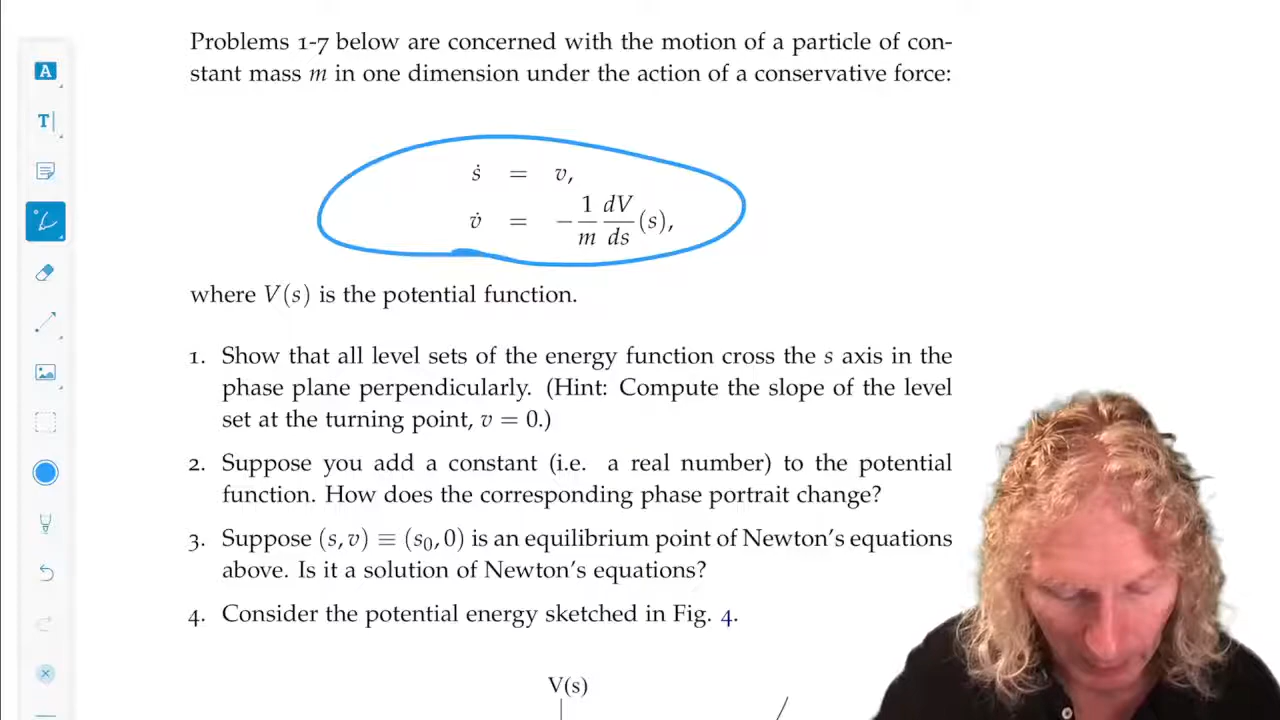 Problems 1-7 below are concerned with the motion of a particle of con-
stant mass m in one dimension under the action of a conservative force:
ṡ = v,
v̇ = −1/m dV/ds (s),
where V(s) is the potential function.
1. Show that all level sets of the energy function cross the s axis in the
phase plane perpendicularly. (Hint: Compute the slope of the level
set at the turning point, v = 0.)
2. Suppose you add a constant (i.e. a real number) to the potential
function. How does the corresponding phase portrait change?
3. Suppose (s, v) ≡ (s₀, 0) is an equilibrium point of Newton's equations
above. Is it a solution of Newton's equations?
4. Consider the potential energy sketched in Fig. 4.
V(s)
A
T